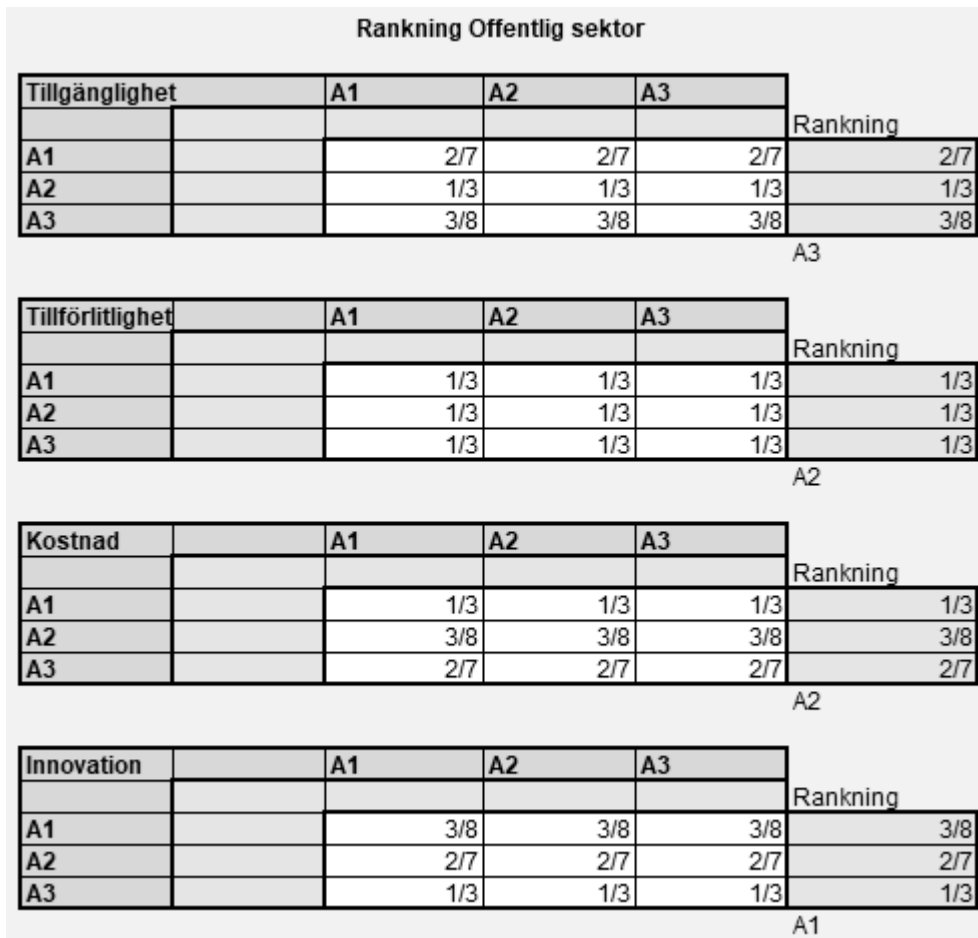 Rankning Offentlig sektor
Tillgänglighet A1 A2 A3
Rankning
A1 2/7 2/7 2/7 2/7
A2 1/3 1/3 1/3 1/3
A3 3/8 3/8 3/8 3/8
A3
Tillförlitlighet A1 A2 A3
Rankning
A1 1/3 1/3 1/3 1/3
A2 1/3 1/3 1/3 1/3
A3 1/3 1/3 1/3 1/3
A2
Kostnad A1 A2 A3
Rankning
A1 1/3 1/3 1/3 1/3
A2 3/8 3/8 3/8 3/8
A3 2/7 2/7 2/7 2/7
A2
Innovation A1 A2 A3
Rankning
A1 3/8 3/8 3/8 3/8
A2 2/7 2/7 2/7 2/7
A3 1/3 1/3 1/3 1/3
A1